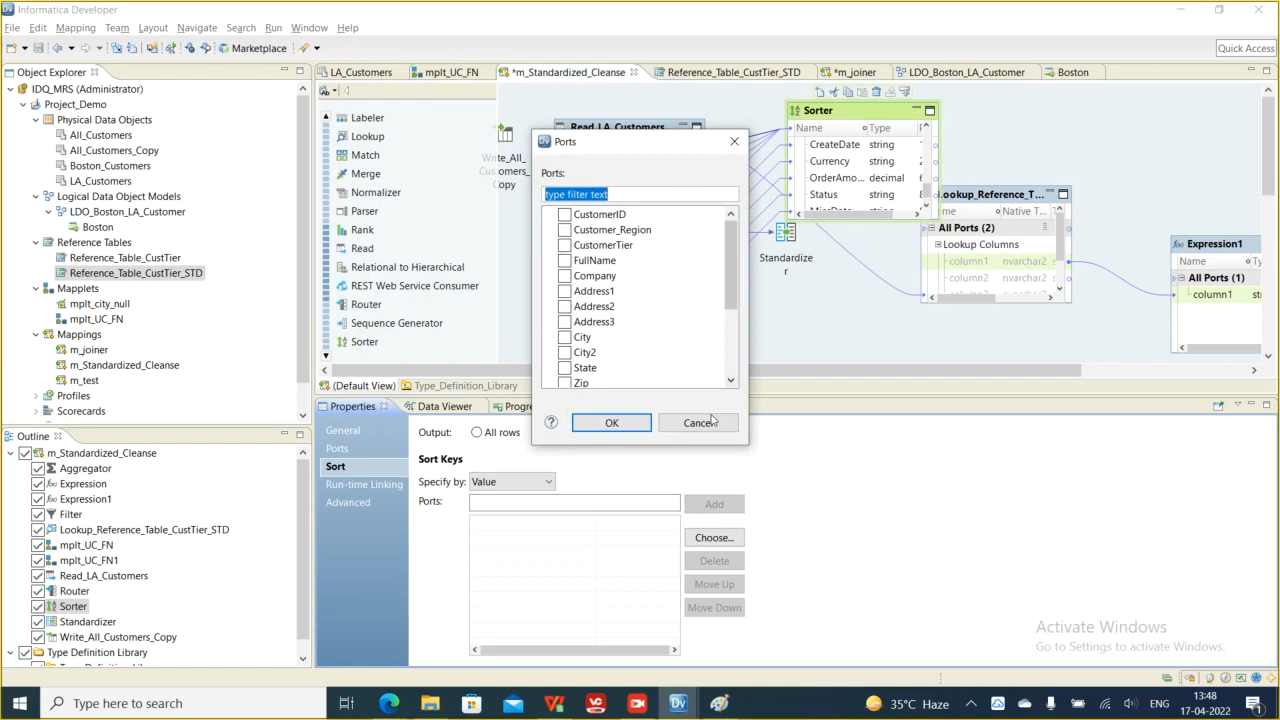 Informatica Developer
File Edit Mapping Team Layout Navigate Search Run Window Help
Marketplace
Quick Access
Object Explorer
IDQ_MRS (Administrator)
Project_Demo
Physical Data Objects
All_Customers
All_Customers_Copy
Boston_Customers
LA_Customers
Logical Data Object Models
LDO_Boston_LA_Customer
Boston
Reference Tables
Reference_Table_CustTier
Reference_Table_CustTier_STD
Mapplets
mplt_city_null
mplt_UC_FN
Mappings
m_joiner
m_Standardized_Cleanse
m_test
Profiles
Scorecards
Outline
m_Standardized_Cleanse
Aggregator
Expression
Expression1
Filter
Lookup_Reference_Table_CustTier_STD
mplt_UC_FN
mplt_UC_FN1
Read_LA_Customers
Router
Sorter
Standardizer
Write_All_Customers_Copy
Type Definition Library
LA_Customers mplt_UC_FN *m_Standardized_Cleanse Reference_Table_CustTier_STD *m_joiner LDO_Boston_LA_Customer Boston
Labeler
Lookup
Match
Merge
Normalizer
Parser
Rank
Read
Relational to Hierarchical
REST Web Service Consumer
Router
Sequence Generator
Sorter
Write_All_
Customers_
Copy
Read_LA_Customers
Sorter
Name Type
CreateDate string
Currency string
OrderAmo... decimal
Status string
Standardize
r
Lookup_Reference_T...
Native T...
All Ports (2)
Lookup Columns
column1 nvarchar2
column2 nvarchar2
Expression1
Name
All Ports (1)
column1
(Default View) Type_Definition_Library
Ports
Ports:
type filter text
CustomerID
Customer_Region
CustomerTier
FullName
Company
Address1
Address2
Address3
City
City2
State
Zip
OK
Cancel
Properties Data Viewer Progre
General
Ports
Sort
Run-time Linking
Advanced
Output: All rows
Sort Keys
Specify by: Value
Ports:
Add
Choose...
Delete
Move Up
Move Down
Activate Windows
Go to Settings to activate Windows.
Type here to search
35°C Haze
ENG
13:48
17-04-2022
1